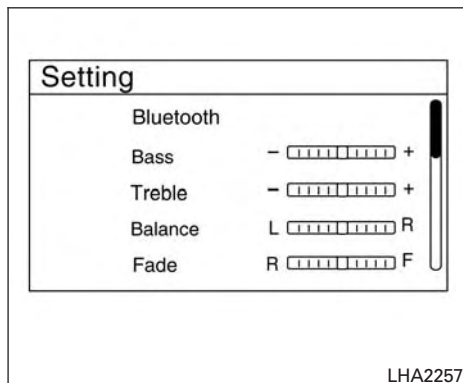 Setting
Bluetooth
Bass - +
Treble - +
Balance L R
Fade R F
LHA2257